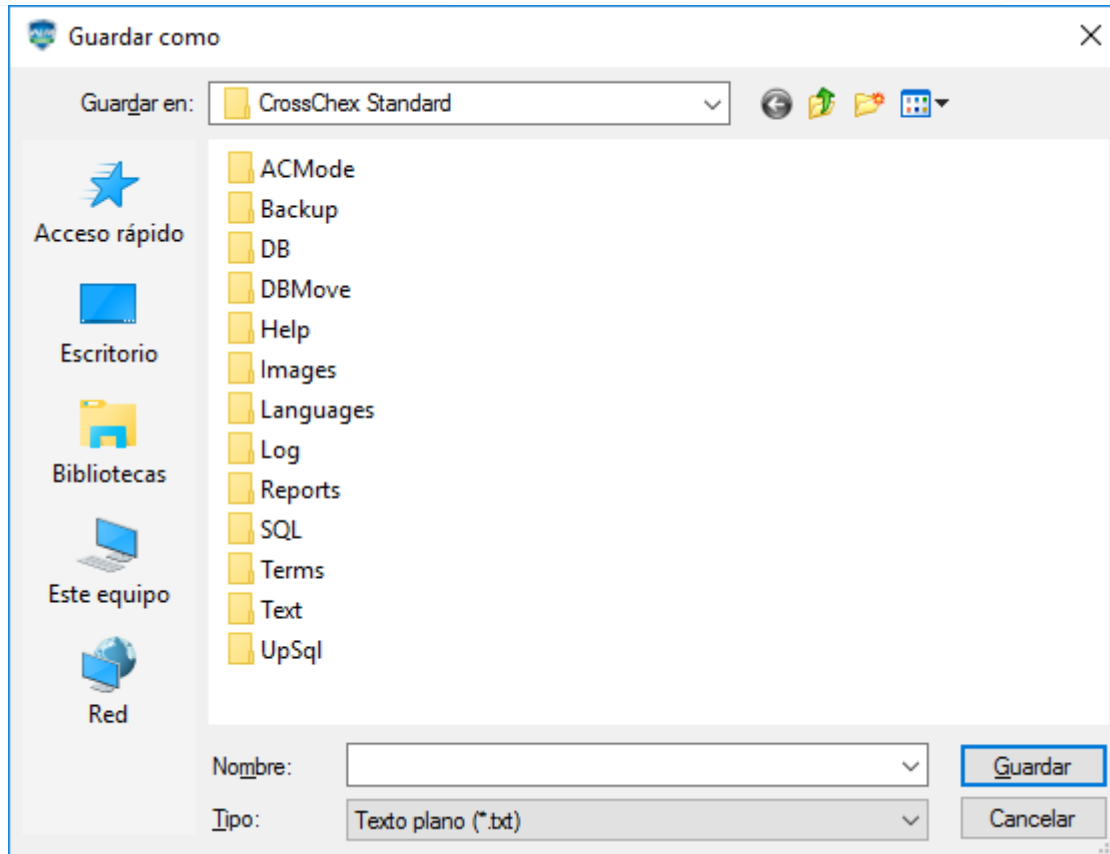 Guardar como
Guardar en: CrossChex Standard
Acceso rápido
Escritorio
Bibliotecas
Este equipo
Red
ACMode
Backup
DB
DBMove
Help
Images
Languages
Log
Reports
SQL
Terms
Text
UpSql
Nombre: Guardar
Tipo: Texto plano (*.txt) Cancelar